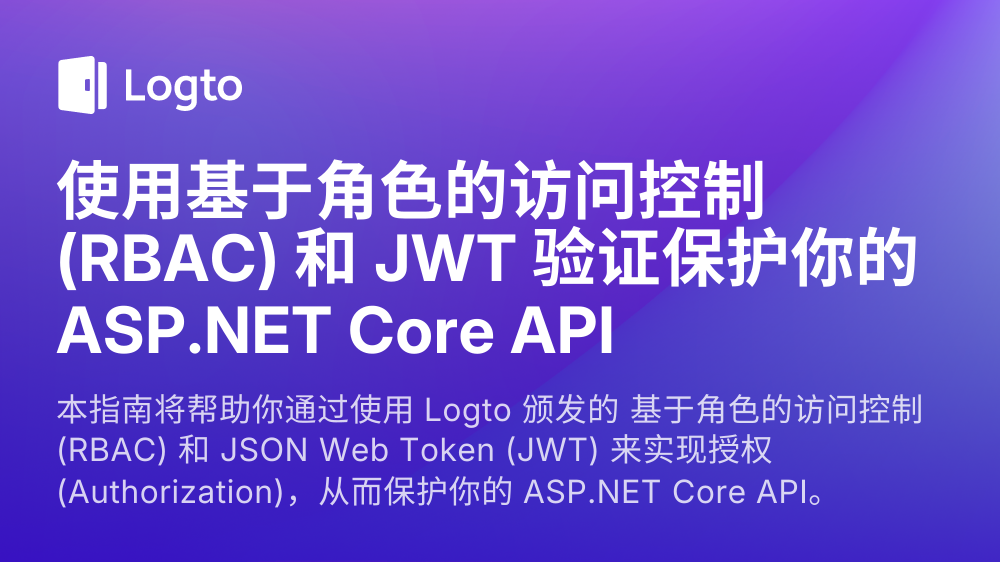 Logto
使用基于角色的访问控制
(RBAC) 和 JWT 验证保护你的
ASP.NET Core API
本指南将帮助你通过使用 Logto 颁发的 基于角色的访问控制
(RBAC) 和 JSON Web Token (JWT) 来实现授权
(Authorization)，从而保护你的 ASP.NET Core API。